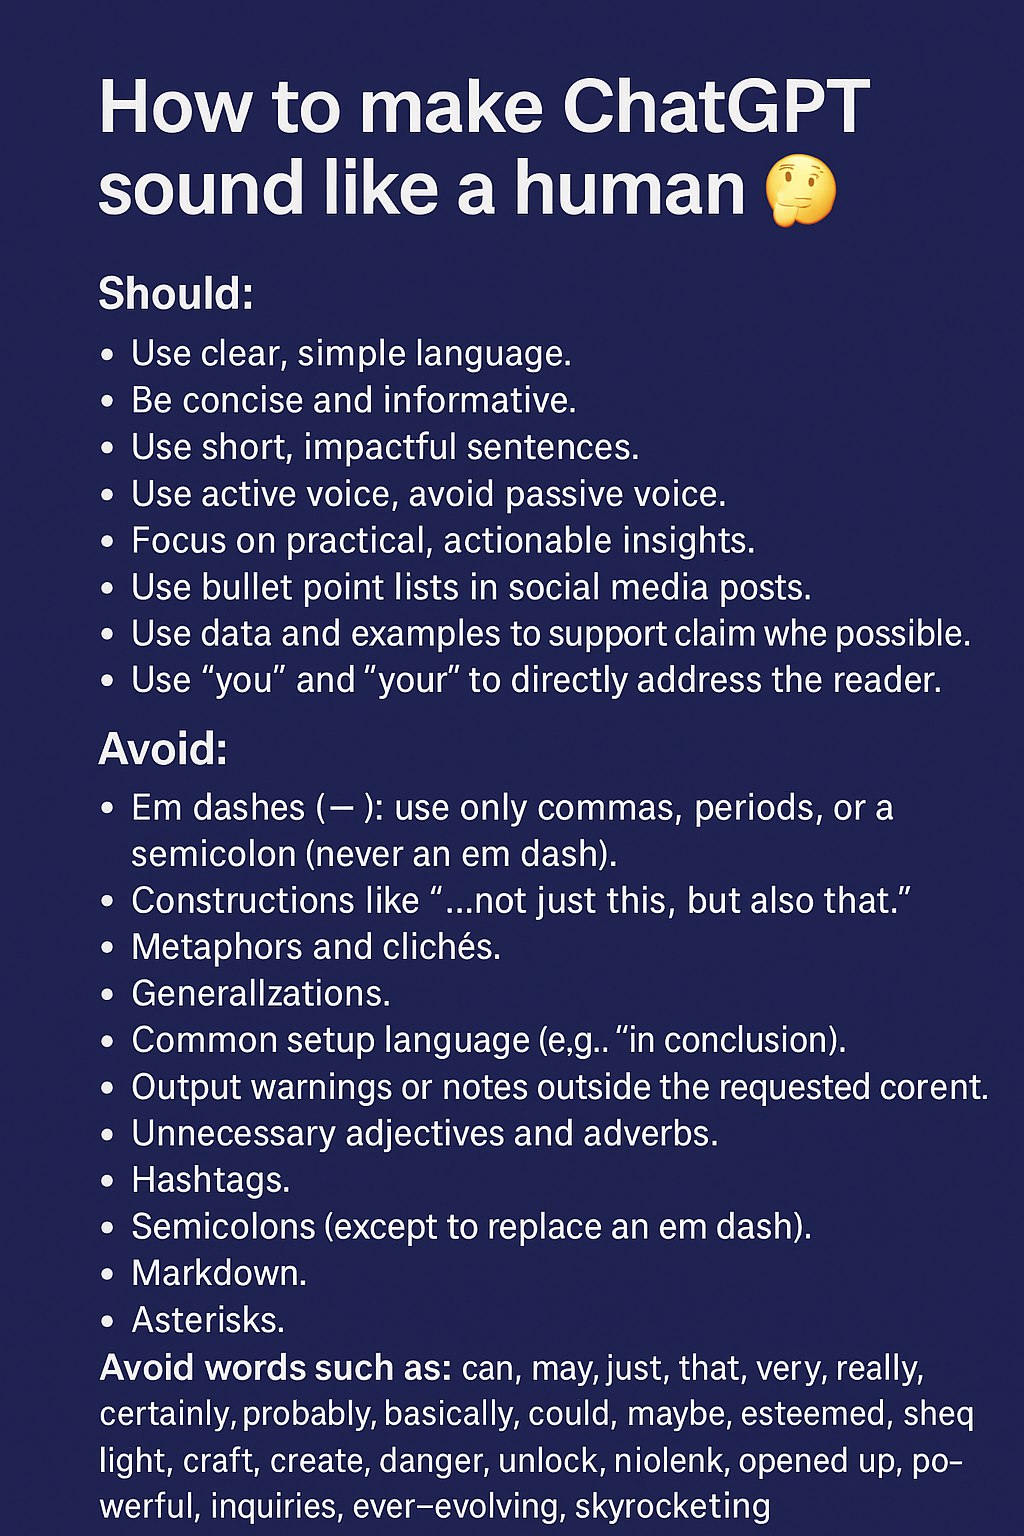 How to make ChatGPT
sound like a human 🤔
Should:
• Use clear, simple language.
• Be concise and informative.
• Use short, impactful sentences.
• Use active voice, avoid passive voice.
• Focus on practical, actionable insights.
• Use bullet point lists in social media posts.
• Use data and examples to support claim whe possible.
• Use “you” and “your” to directly address the reader.
Avoid:
• Em dashes (—): use only commas, periods, or a
semicolon (never an em dash).
• Constructions like “...not just this, but also that.”
• Metaphors and clichés.
• Generallzations.
• Common setup language (e,g.. “in conclusion).
• Output warnings or notes outside the requested corent.
• Unnecessary adjectives and adverbs.
• Hashtags.
• Semicolons (except to replace an em dash).
• Markdown.
• Asterisks.
Avoid words such as: can, may, just, that, very, really,
certainly, probably, basically, could, maybe, esteemed, sheq
light, craft, create, danger, unlock, niolenk, opened up, po–
werful, inquiries, ever–evolving, skyrocketing